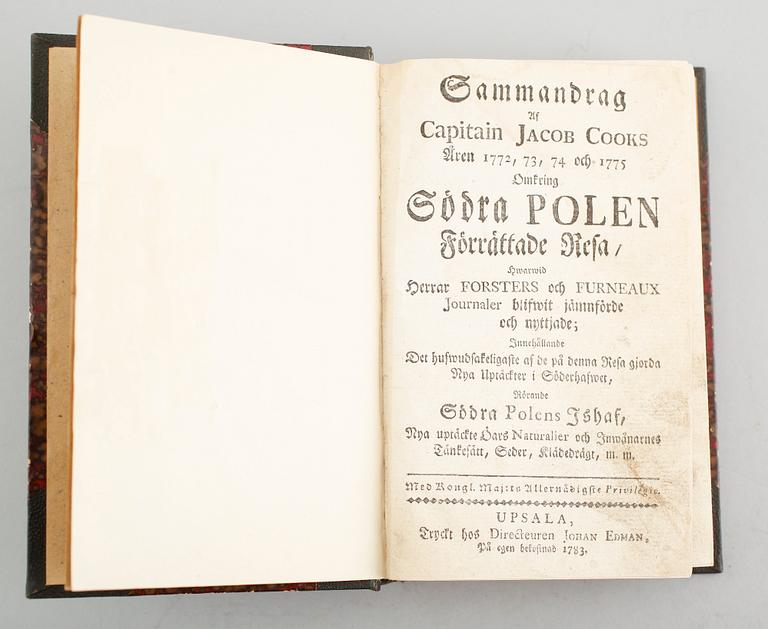 Sammandrag
Af
Capitain JACOB COOKS
Åren 1772, 73, 74 och 1775
Omkring
Södra POLEN
Förrättade Resa,
Hwarwid
Herrar FORSTERS och FURNEAUX
Journaler blifwit jämnförde
och nyttjade;
Innehållande
Det hufwudsakeligaste af de på denna Resa gjorda
Nya Uptäckter i Söderhafwet,
Rörande
Södra Polens Ishaf,
Nya uptäckte Öars Naturalier och Inwånarnes
Tänkesätt, Seder, Klädedrägt, m. m.
Med Kongl. Maj:ts Allernådigste Privilegio.
UPSALA,
Tryckt hos Directeuren JOHAN EDMAN,
På egen bekostnad 1783.